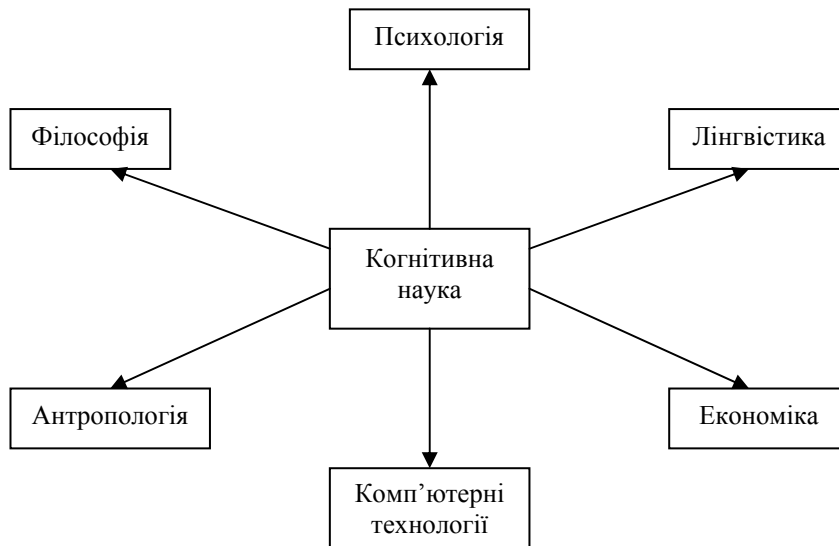 Психологія
Філософія
Лінгвістика
Когнітивна
наука
Антропологія
Економіка
Комп’ютерні
технології